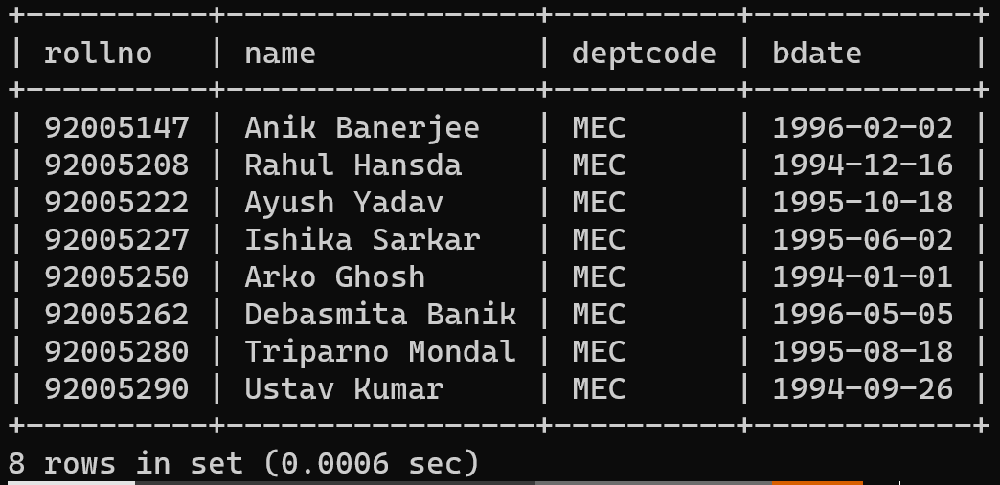 +----------+-----------------+----------+------------+
| rollno   | name            | deptcode | bdate      |
+----------+-----------------+----------+------------+
| 92005147 | Anik Banerjee   | MEC      | 1996-02-02 |
| 92005208 | Rahul Hansda    | MEC      | 1994-12-16 |
| 92005222 | Ayush Yadav     | MEC      | 1995-10-18 |
| 92005227 | Ishika Sarkar   | MEC      | 1995-06-02 |
| 92005250 | Arko Ghosh      | MEC      | 1994-01-01 |
| 92005262 | Debasmita Banik | MEC      | 1996-05-05 |
| 92005280 | Triparno Mondal | MEC      | 1995-08-18 |
| 92005290 | Ustav Kumar     | MEC      | 1994-09-26 |
+----------+-----------------+----------+------------+
8 rows in set (0.0006 sec)